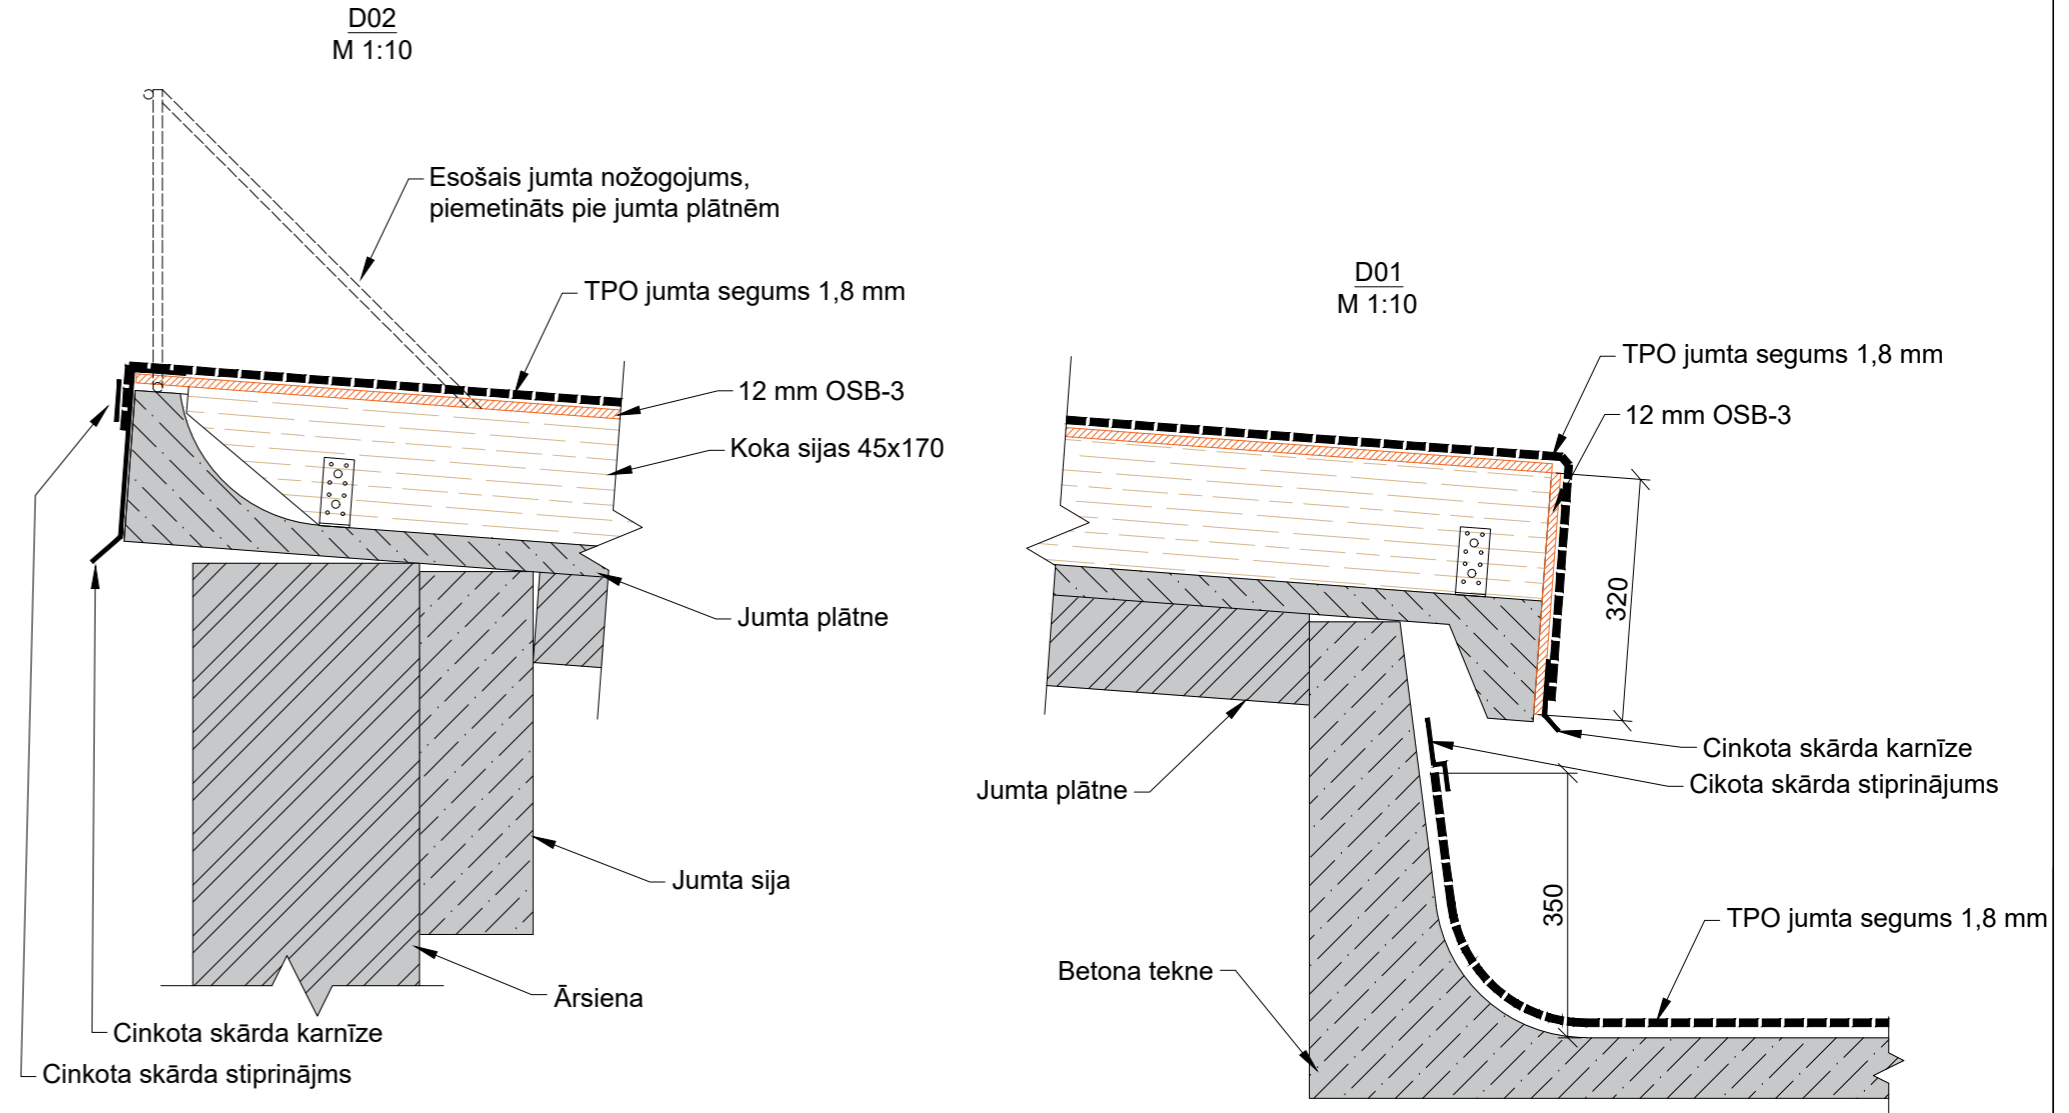 D02
M 1:10
Esošais jumta nožogojums,
piemetināts pie jumta plātnēm
TPO jumta segums 1,8 mm
12 mm OSB-3
Koka sijas 45x170
Jumta plātne
Jumta sija
Ārsiena
Cinkota skārda karnīze
Cinkota skārda stiprinājms
D01
M 1:10
TPO jumta segums 1,8 mm
12 mm OSB-3
320
Cinkota skārda karnīze
Cikota skārda stiprinājums
Jumta plātne
350
TPO jumta segums 1,8 mm
Betona tekne